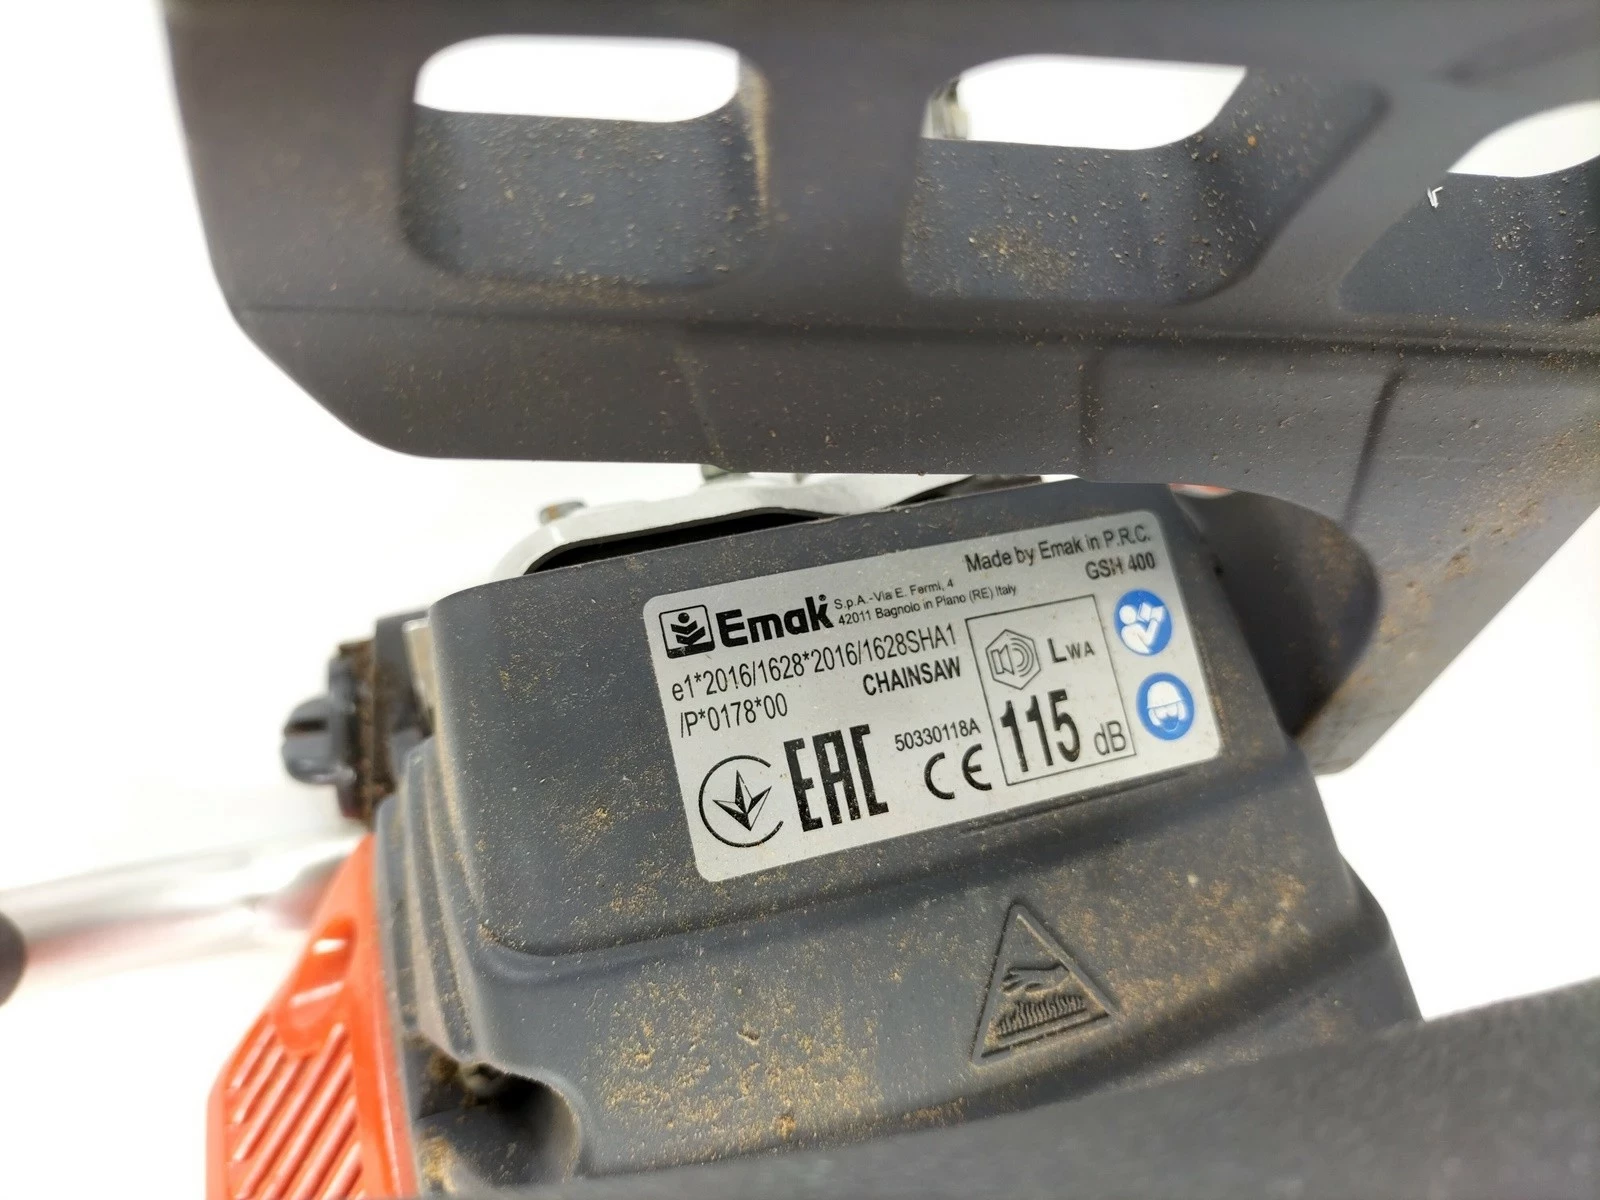 Made by Emak in P.R.C.
GSH 400
Emak
S.p.A.-Via E. Fermi, 4
42011 Bagnolo in Piano (RE) Italy
e1*2016/1628*2016/1628SHA1
/P*0178*00
CHAINSAW
50330118A
EAC
CE
LWA
115 dB